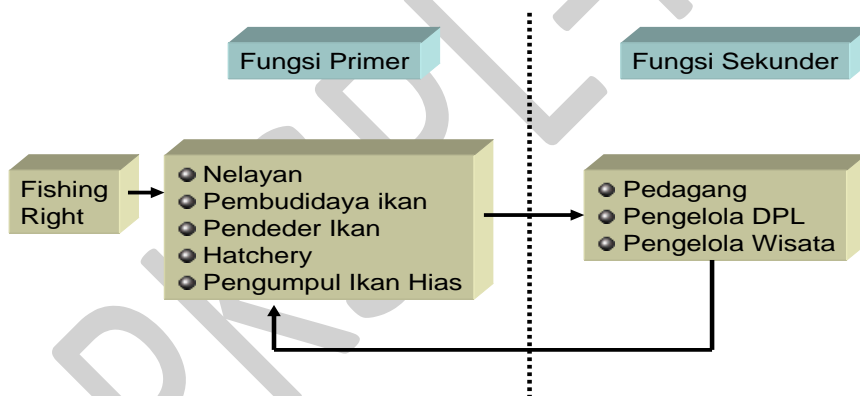 Fungsi Primer
Fungsi Sekunder
Fishing
Right
Nelayan
Pembudidaya ikan
Pendeder Ikan
Hatchery
Pengumpul Ikan Hias
Pedagang
Pengelola DPL
Pengelola Wisata